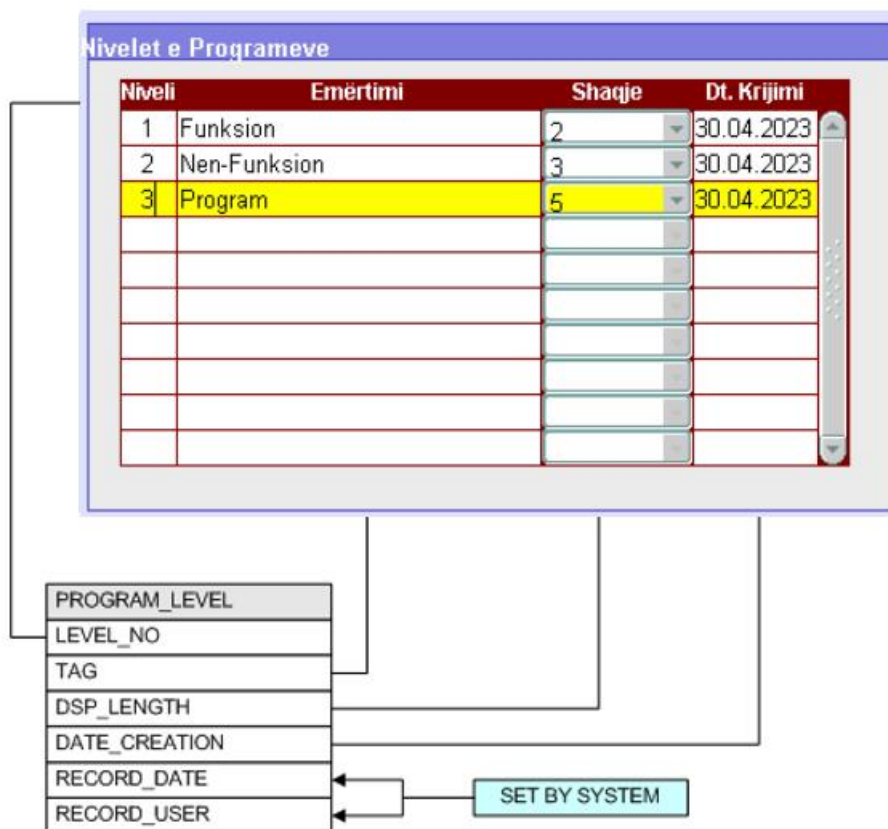 Nivelet e Programeve
Niveli Emërtimi Shaqje Dt. Krijimi
1 Funksion 2 30.04.2023
2 Nen-Funksion 3 30.04.2023
3 Program 5 30.04.2023
PROGRAM_LEVEL
LEVEL_NO
TAG
DSP_LENGTH
DATE_CREATION
RECORD_DATE
RECORD_USER
SET BY SYSTEM